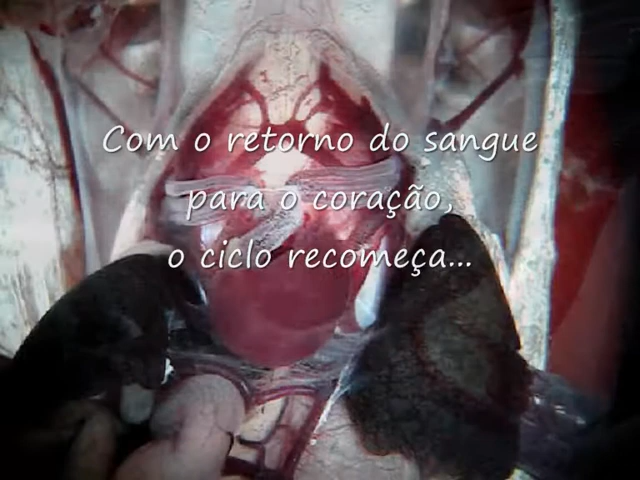 Com o retorno do sangue
para o coração,
o ciclo recomeça...